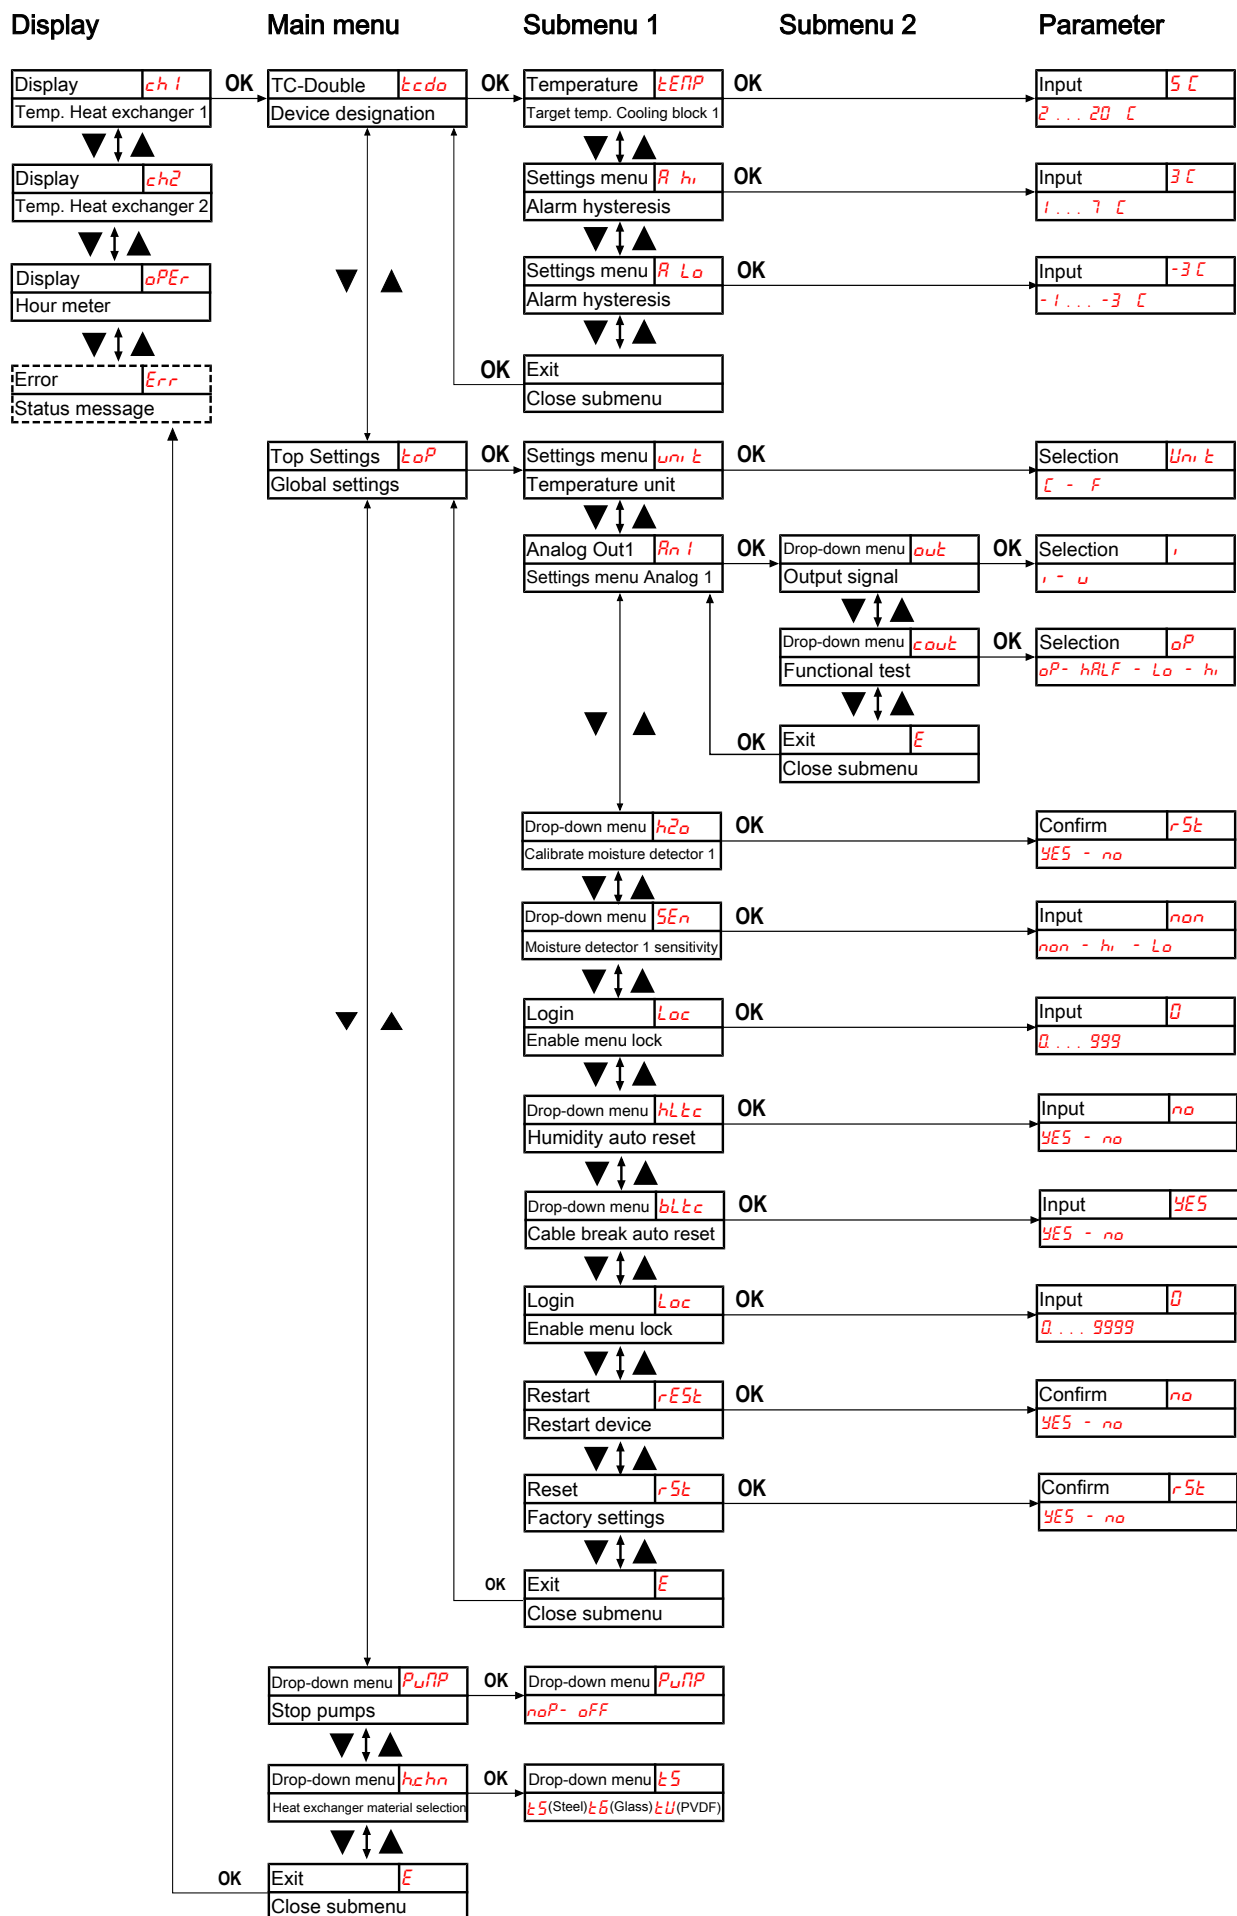 Display Main menu Submenu 1 Submenu 2 Parameter
Display ch1 OK TC-Double tcdo OK Temperature tEMP OK Input 5 C
Temp. Heat exchanger 1 Device designation Target temp. Cooling block 1 2 ... 20 C
▼ ▲ ▼ ▲
Display ch2 Settings menu A hi OK Input 3 C
Temp. Heat exchanger 2 Alarm hysteresis 1 ... 7 C
▼ ▲ ▼ ▲
Display oPEr ▼ ▲ Settings menu A Lo OK Input -3 C
Hour meter Alarm hysteresis -1 ... -3 C
▼ ▲ ▼ ▲
Error Err OK Exit
Status message Close submenu
Top Settings toP OK Settings menu unit OK Selection Unit
Global settings Temperature unit C - F
▼ ▲
Analog Out1 An1 OK Drop-down menu out OK Selection i
Settings menu Analog 1 Output signal i - u
▼ ▲
Drop-down menu cout OK Selection oP
Functional test oP- hALF - Lo - hi
▼ ▲ ▼ ▲
OK Exit E
Close submenu
Drop-down menu h2o OK Confirm rSt
Calibrate moisture detector 1 YES - no
▼ ▲
Drop-down menu SEn OK Input non
Moisture detector 1 sensitivity non - hi - Lo
▼ ▲
▼ ▲ Login Loc OK Input 0
Enable menu lock 0. ... 999
▼ ▲
Drop-down menu hLtc OK Input no
Humidity auto reset YES - no
▼ ▲
Drop-down menu bLtc OK Input YES
Cable break auto reset YES - no
▼ ▲
Login Loc OK Input 0
Enable menu lock 0. ... 9999
▼ ▲
Restart rESt OK Confirm no
Restart device YES - no
▼ ▲
Reset rSt OK Confirm rSt
Factory settings YES - no
▼ ▲
OK Exit E
Close submenu
Drop-down menu PuMP OK Drop-down menu PuMP
Stop pumps noP- oFF
▼ ▲
Drop-down menu h.chn OK Drop-down menu tS
Heat exchanger material selection tS(Steel) tG(Glass) tU(PVDF)
▼ ▲
OK Exit E
Close submenu